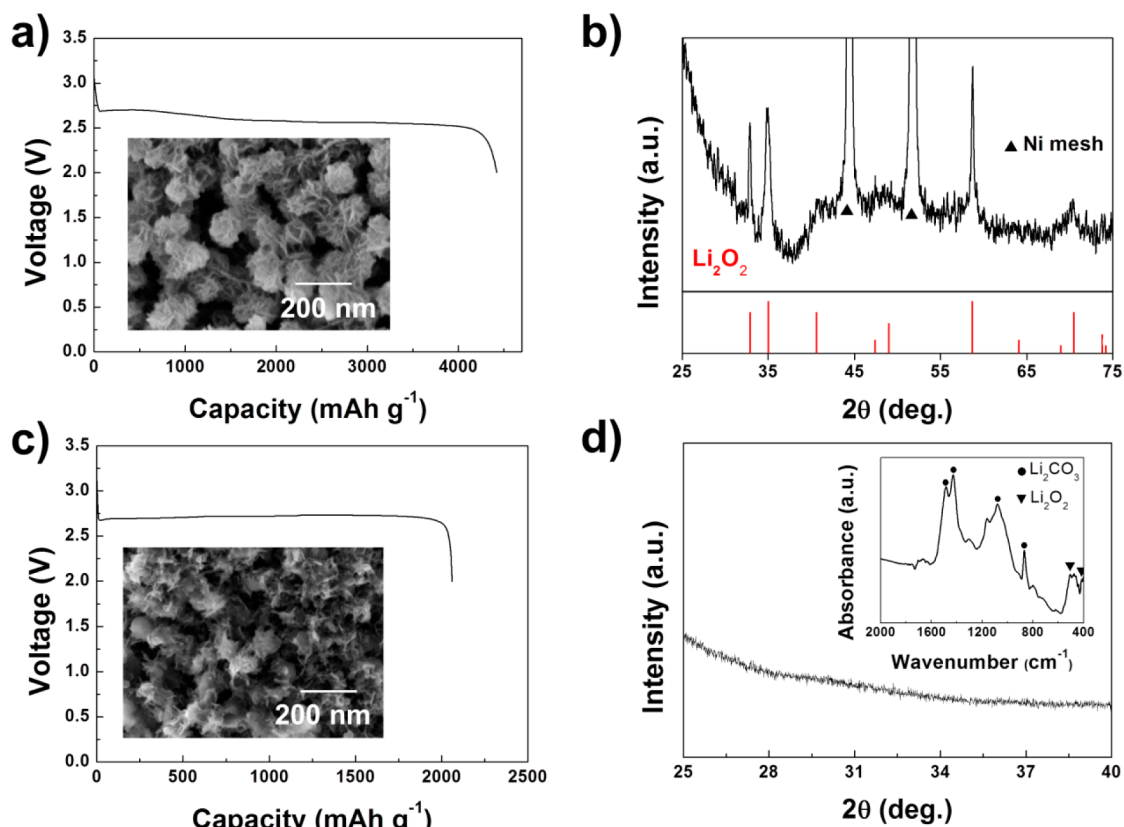 a)
3.5
3.0
2.5
2.0
1.5
1.0
0.5
0.0
Voltage (V)
200 nm
0 1000 2000 3000 4000
Capacity (mAh g⁻¹)
b)
Intensity (a.u.)
▲ Ni mesh
Li₂O₂
25 35 45 55 65 75
2θ (deg.)
c)
3.5
3.0
2.5
2.0
1.5
1.0
0.5
0.0
Voltage (V)
200 nm
0 500 1000 1500 2000 2500
Capacity (mAh g⁻¹)
d)
Intensity (a.u.)
Absorbance (a.u.)
● Li₂CO₃
▼ Li₂O₂
2000 1600 1200 800 400
Wavenumber (cm⁻¹)
25 28 31 34 37 40
2θ (deg.)